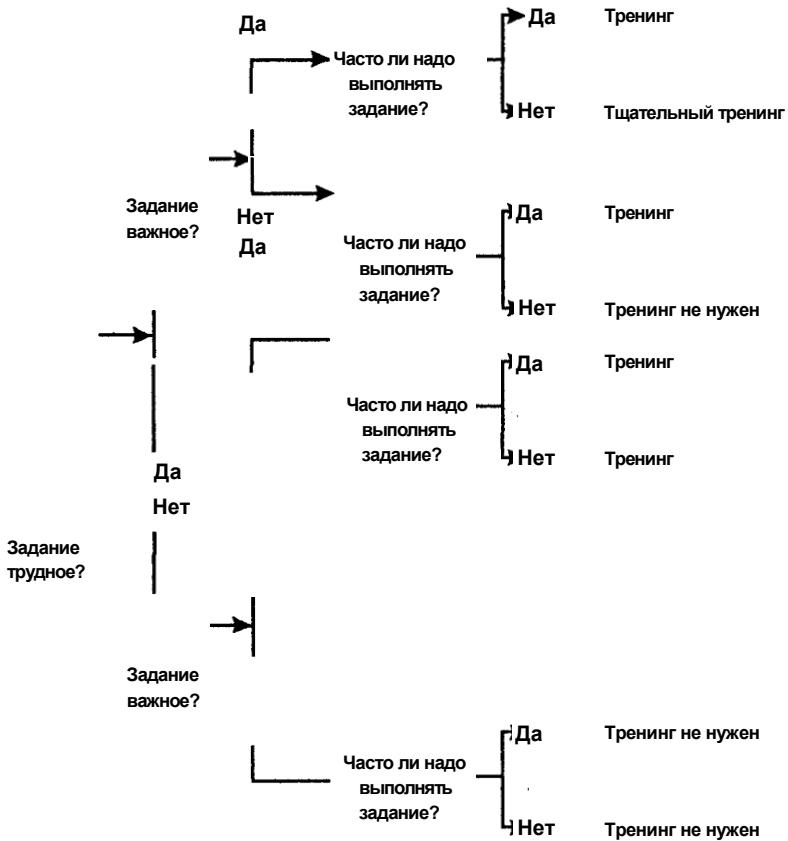 Да
Часто ли надо
выполнять
задание?
Да
Тренинг
Нет
Тщательный тренинг
Задание
важное?
Нет
Да
Часто ли надо
выполнять
задание?
Да
Тренинг
Нет
Тренинг не нужен
Часто ли надо
выполнять
задание?
Да
Тренинг
Нет
Тренинг
Да
Нет
Задание
трудное?
Задание
важное?
Часто ли надо
выполнять
задание?
Да
Тренинг не нужен
Нет
Тренинг не нужен